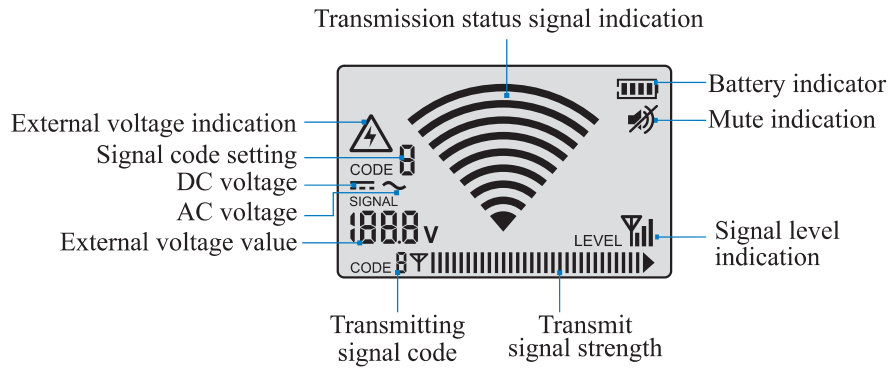 Transmission status signal indication
Battery indicator
External voltage indication
Mute indication
Signal code setting
CODE 8
DC voltage
AC voltage
SIGNAL
External voltage value
188.8 V
LEVEL
Signal level
indication
CODE 8
Transmitting
signal code
Transmit
signal strength